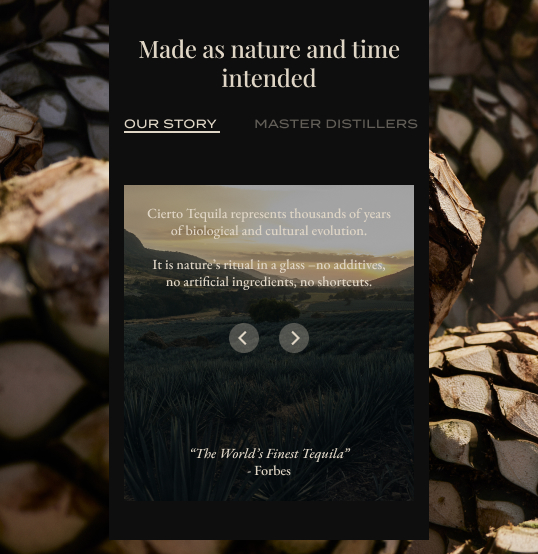 Made as nature and time
intended
OUR STORY
MASTER DISTILLERS
Cierto Tequila represents thousands of years
of biological and cultural evolution.
It is nature's ritual in a glass –no additives,
no artificial ingredients, no shortcuts.
“The World's Finest Tequila”
- Forbes